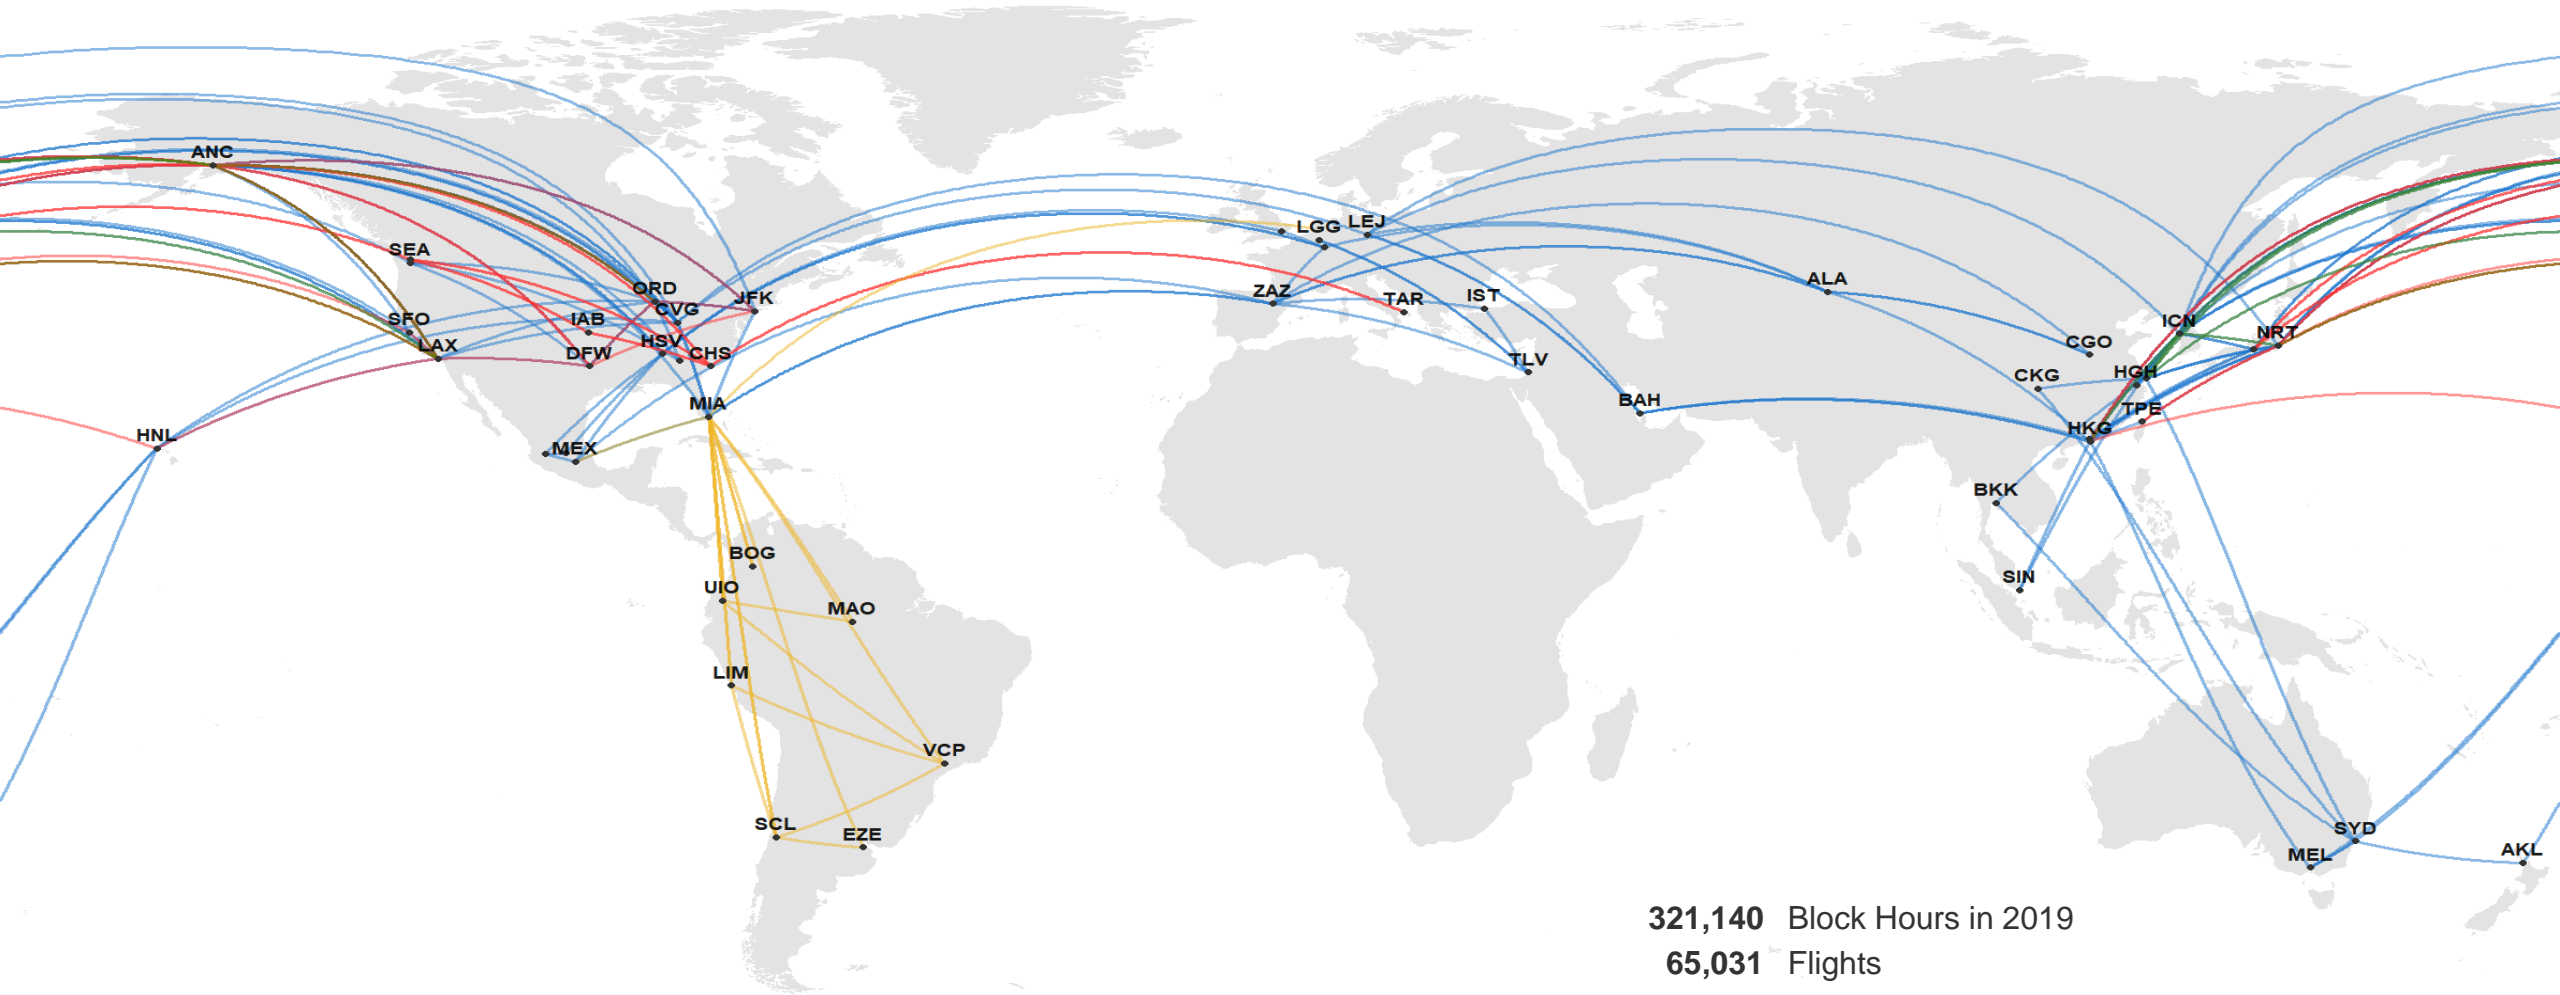 ANC
LGG
LEJ
SEA
ALA
ORD
JFK
ZAZ
TAR
IST
CVG
SFO
IAB
ICN
NRT
LAX
HSV
CHS
DFW
CGO
TLV
HGH
CKG
MIA
BAH
TPE
HNL
HKG
MEX
BKK
BOG
SIN
UIO
MAO
LIM
VCP
SCL
EZE
SYD
MEL
AKL
321,140 Block Hours in 2019
65,031 Flights